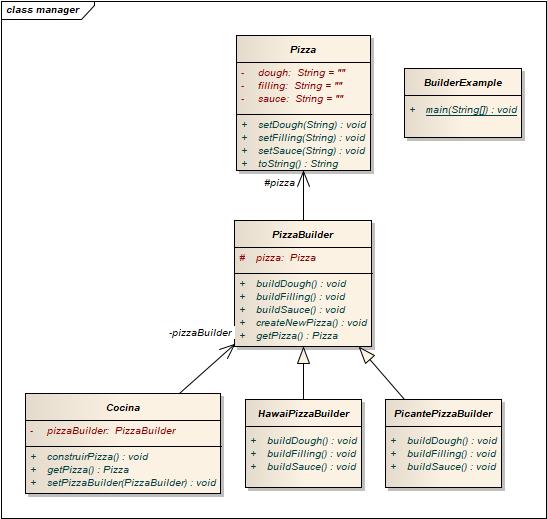 class manager
Pizza
- dough: String = ""
- filling: String = ""
- sauce: String = ""
+ setDough(String) : void
+ setFilling(String) : void
+ setSauce(String) : void
+ toString() : String
BuilderExample
+ main(String[]) : void
#pizza
PizzaBuilder
# pizza: Pizza
+ buildDough() : void
+ buildFilling() : void
+ buildSauce() : void
+ createNewPizza() : void
+ getPizza() : Pizza
-pizzaBuilder
Cocina
- pizzaBuilder: PizzaBuilder
+ construirPizza() : void
+ getPizza() : Pizza
+ setPizzaBuilder(PizzaBuilder) : void
HawaiPizzaBuilder
+ buildDough() : void
+ buildFilling() : void
+ buildSauce() : void
PicantePizzaBuilder
+ buildDough() : void
+ buildFilling() : void
+ buildSauce() : void